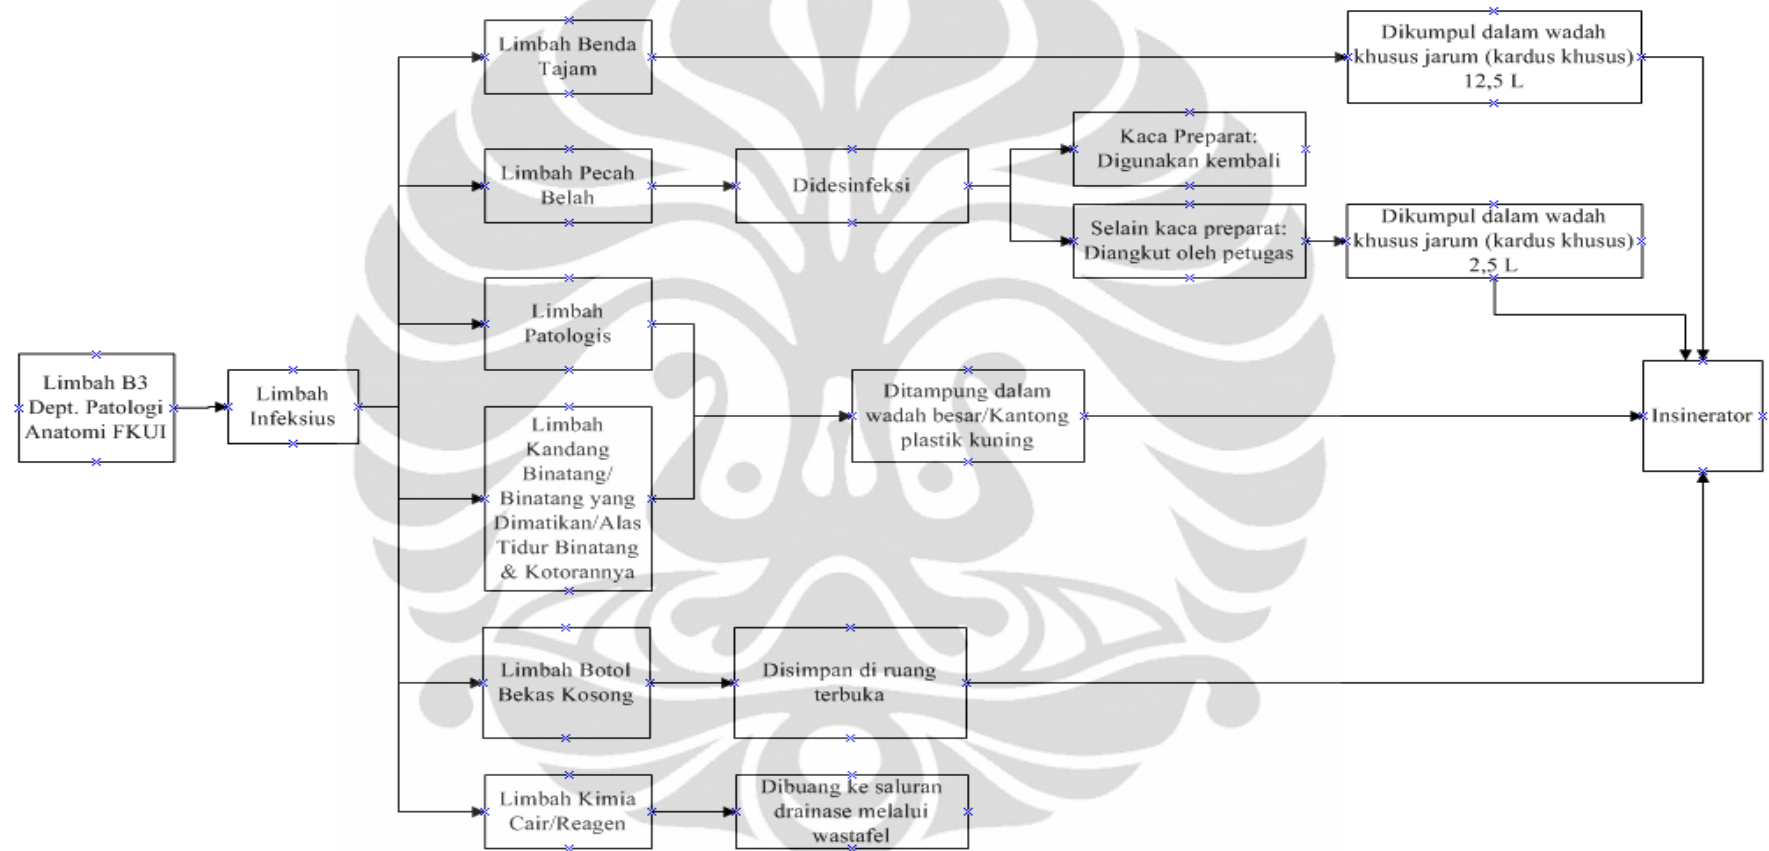 Limbah B3
Dept. Patologi
Anatomi FKUI
Limbah
Infeksius
Limbah Benda
Tajam
Dikumpul dalam wadah
khusus jarum (kardus khusus)
12,5 L
Limbah Pecah
Belah
Didesinfeksi
Kaca Preparat:
Digunakan kembali
Selain kaca preparat:
Diangkut oleh petugas
Dikumpul dalam wadah
khusus jarum (kardus khusus)
2,5 L
Limbah
Patologis
Limbah
Kandang
Binatang/
Binatang yang
Dimatikan/Alas
Tidur Binatang
& Kotorannya
Ditampung dalam
wadah besar/Kantong
plastik kuning
Insinerator
Limbah Botol
Bekas Kosong
Disimpan di ruang
terbuka
Limbah Kimia
Cair/Reagen
Dibuang ke saluran
drainase melalui
wastafel